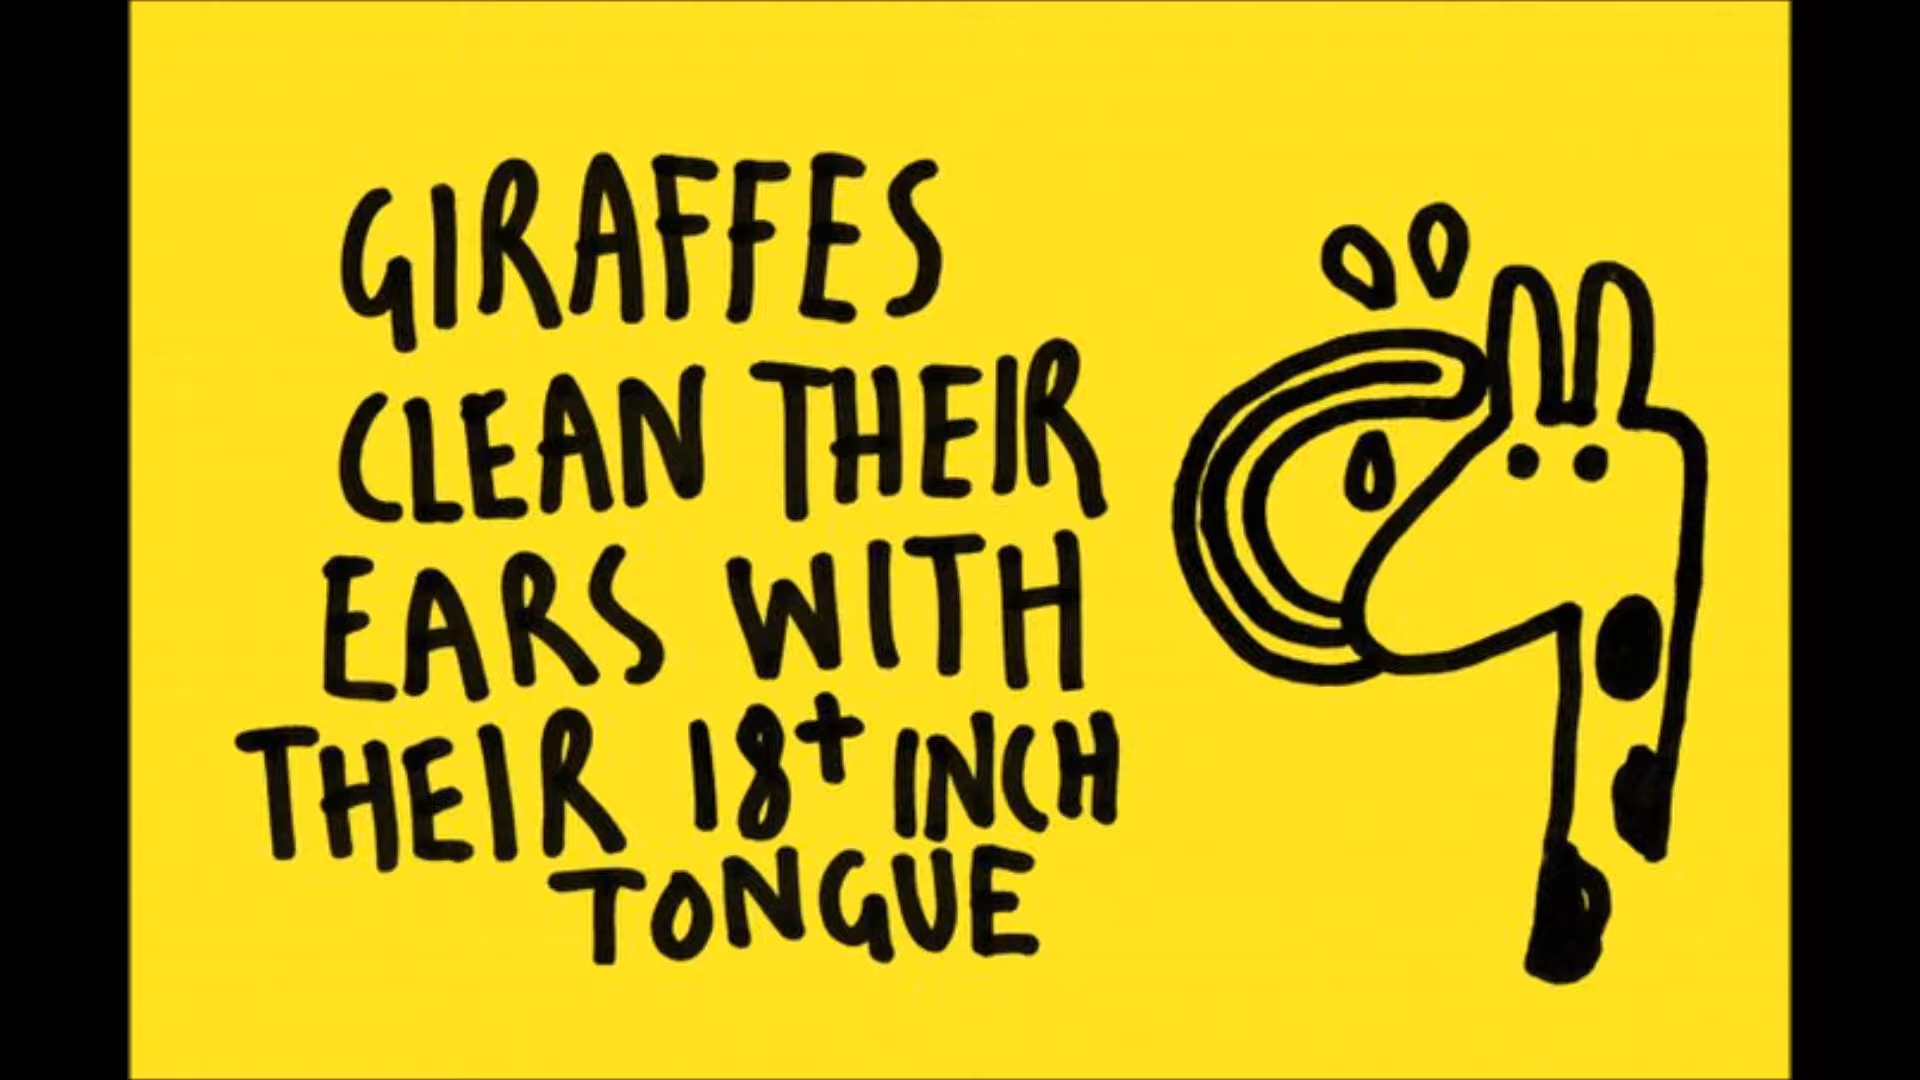 GIRAFFES
CLEAN THEIR
EARS WITH
THEIR 18+ INCH
TONGUE